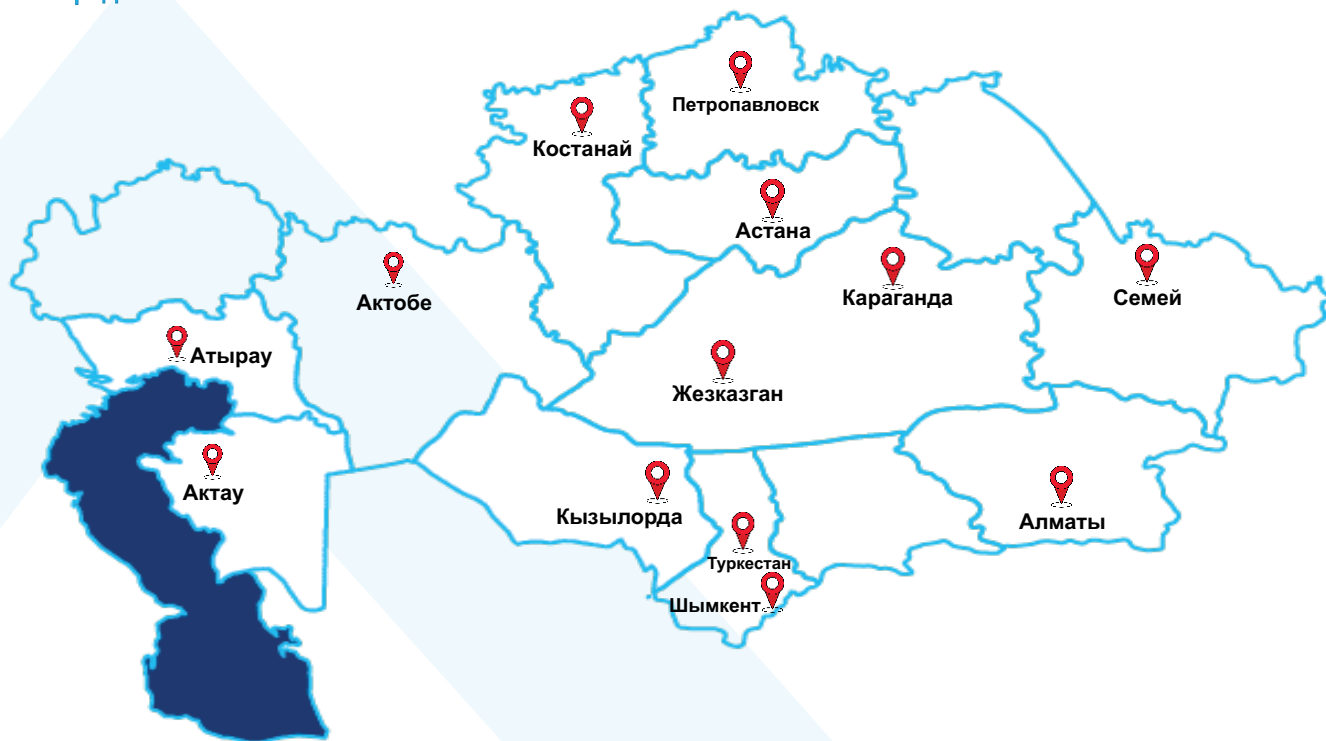 Петропавловск
Костанай
Астана
Актобе
Караганда
Семей
Атырау
Жезказган
Актау
Кызылорда
Алматы
Туркестан
Шымкент